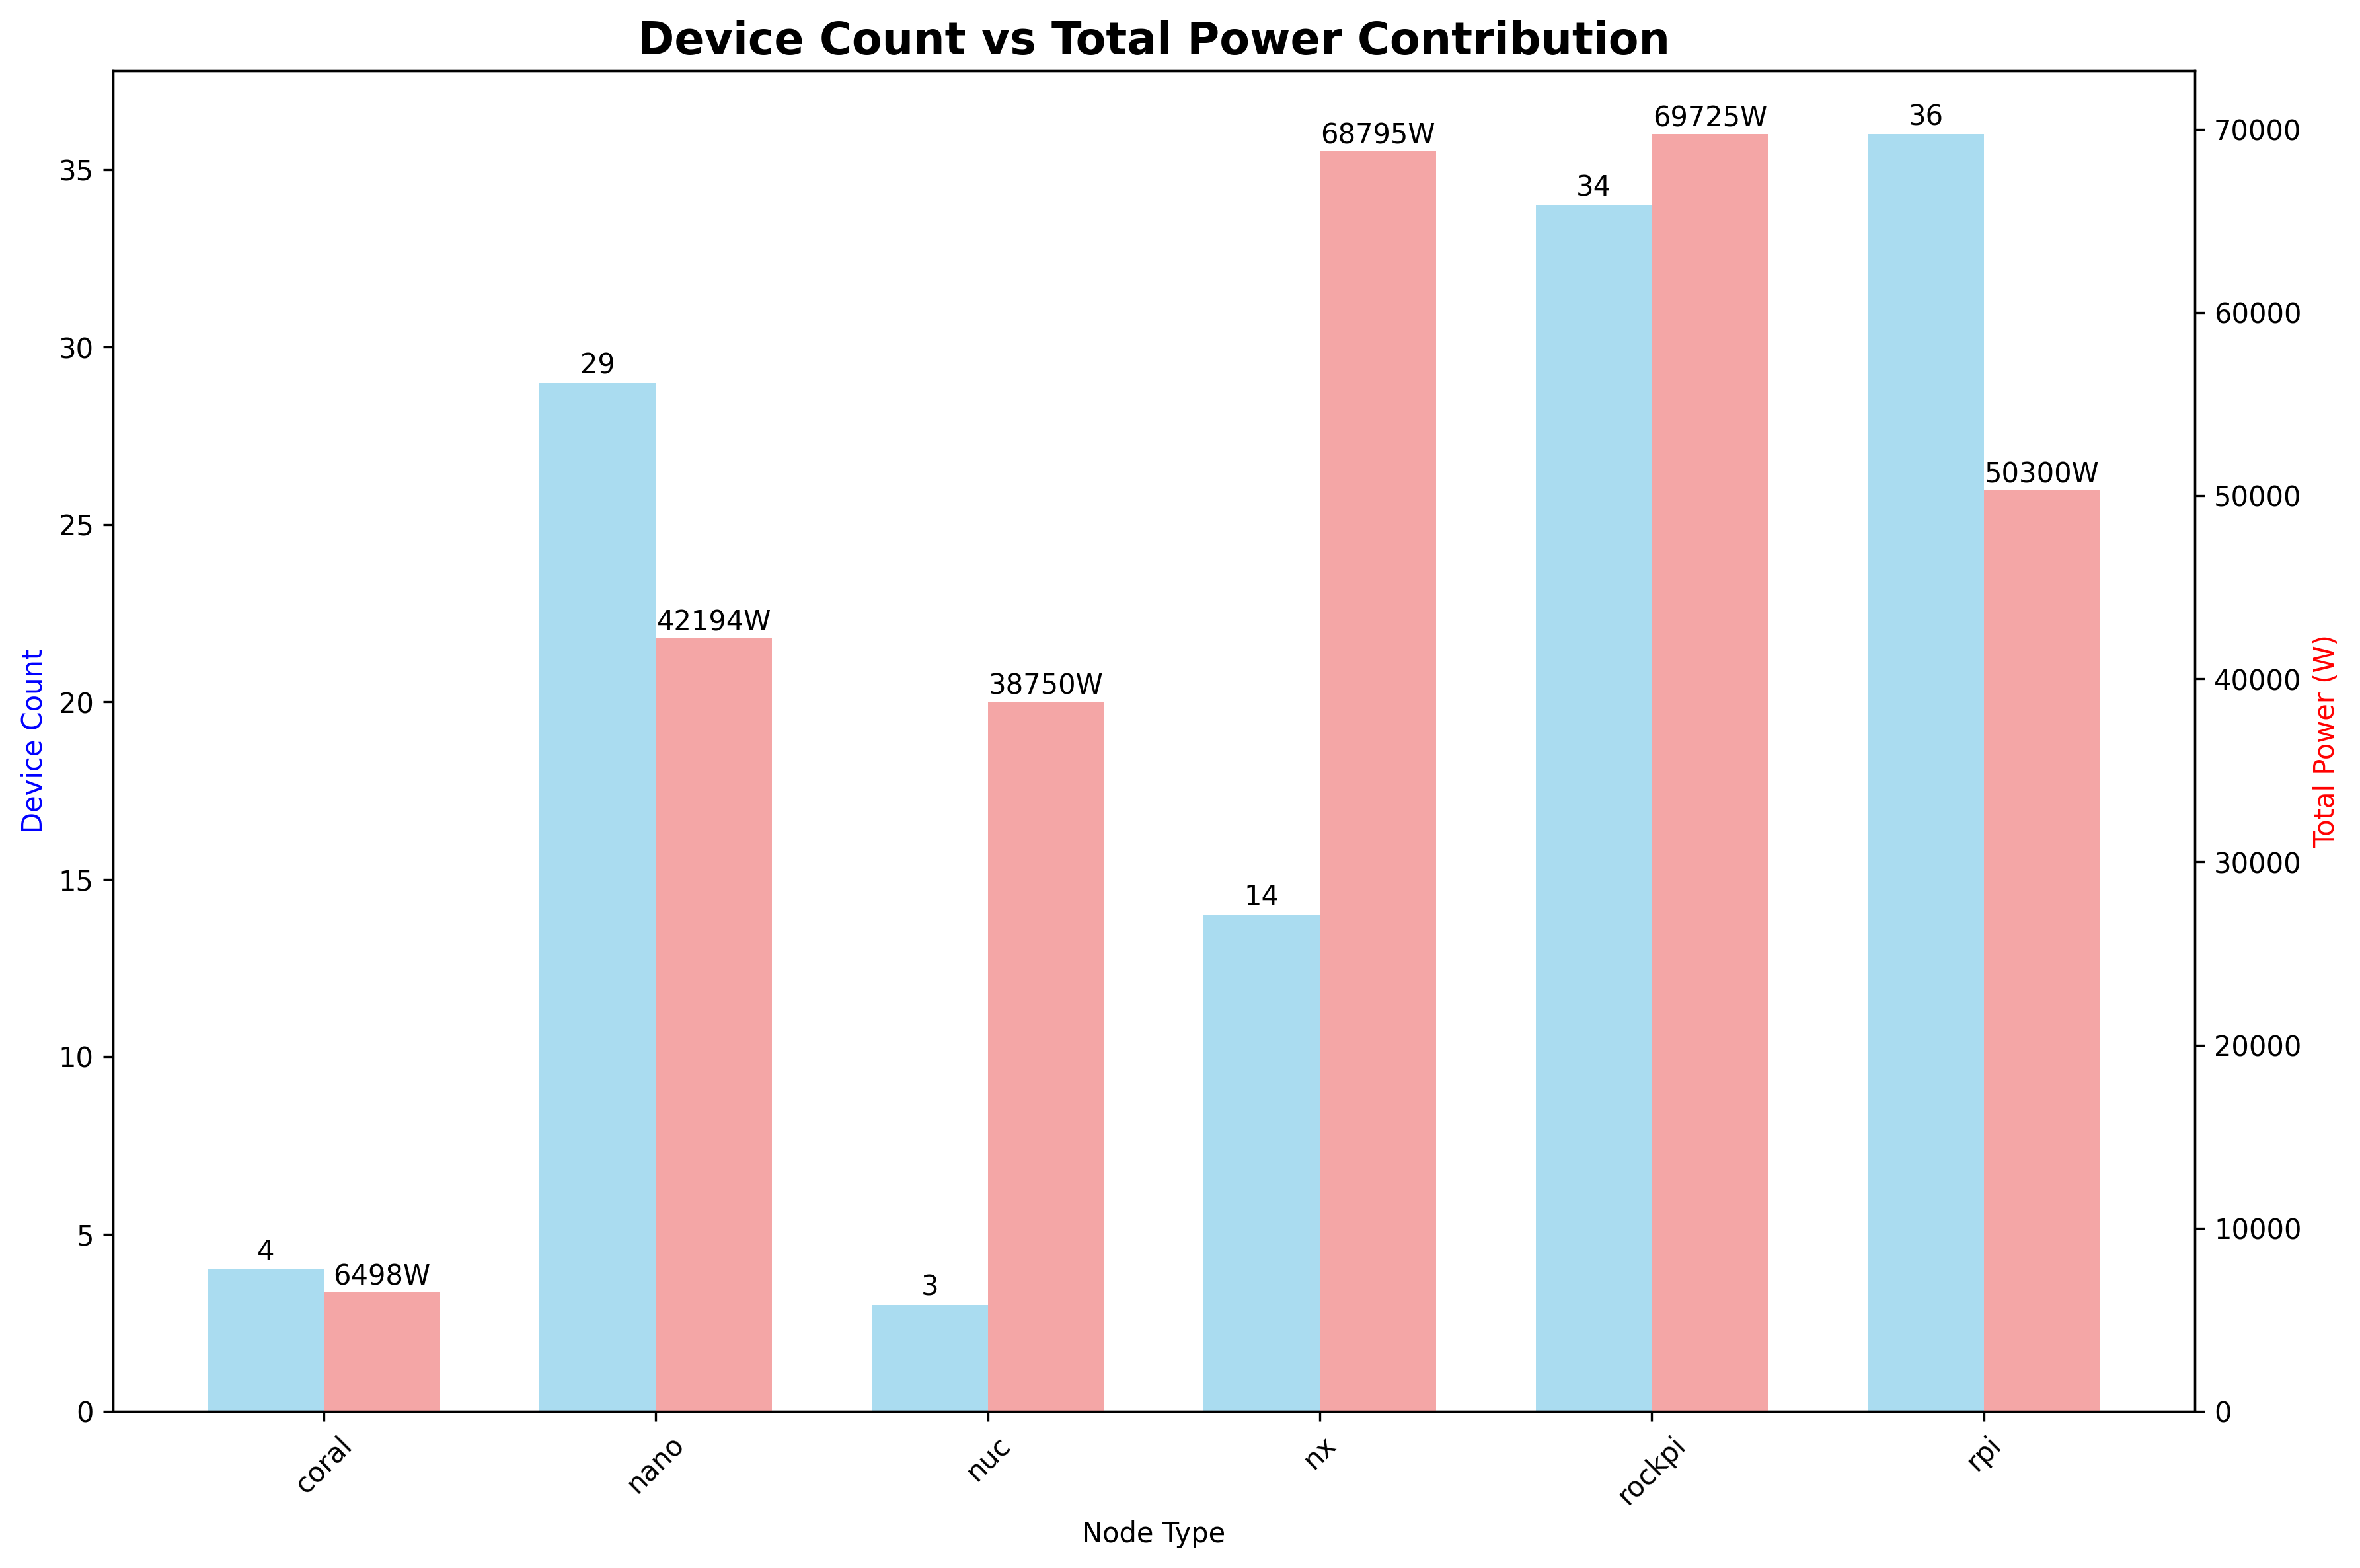 Device Count vs Total Power Contribution
Device Count
35
30
25
20
15
10
5
0
4
6498W
29
42194W
3
38750W
14
68795W
34
69725W
36
50300W
70000
60000
50000
40000
30000
20000
10000
0
Total Power (W)
coral
nano
nuc
nx
rockpi
rpi
Node Type